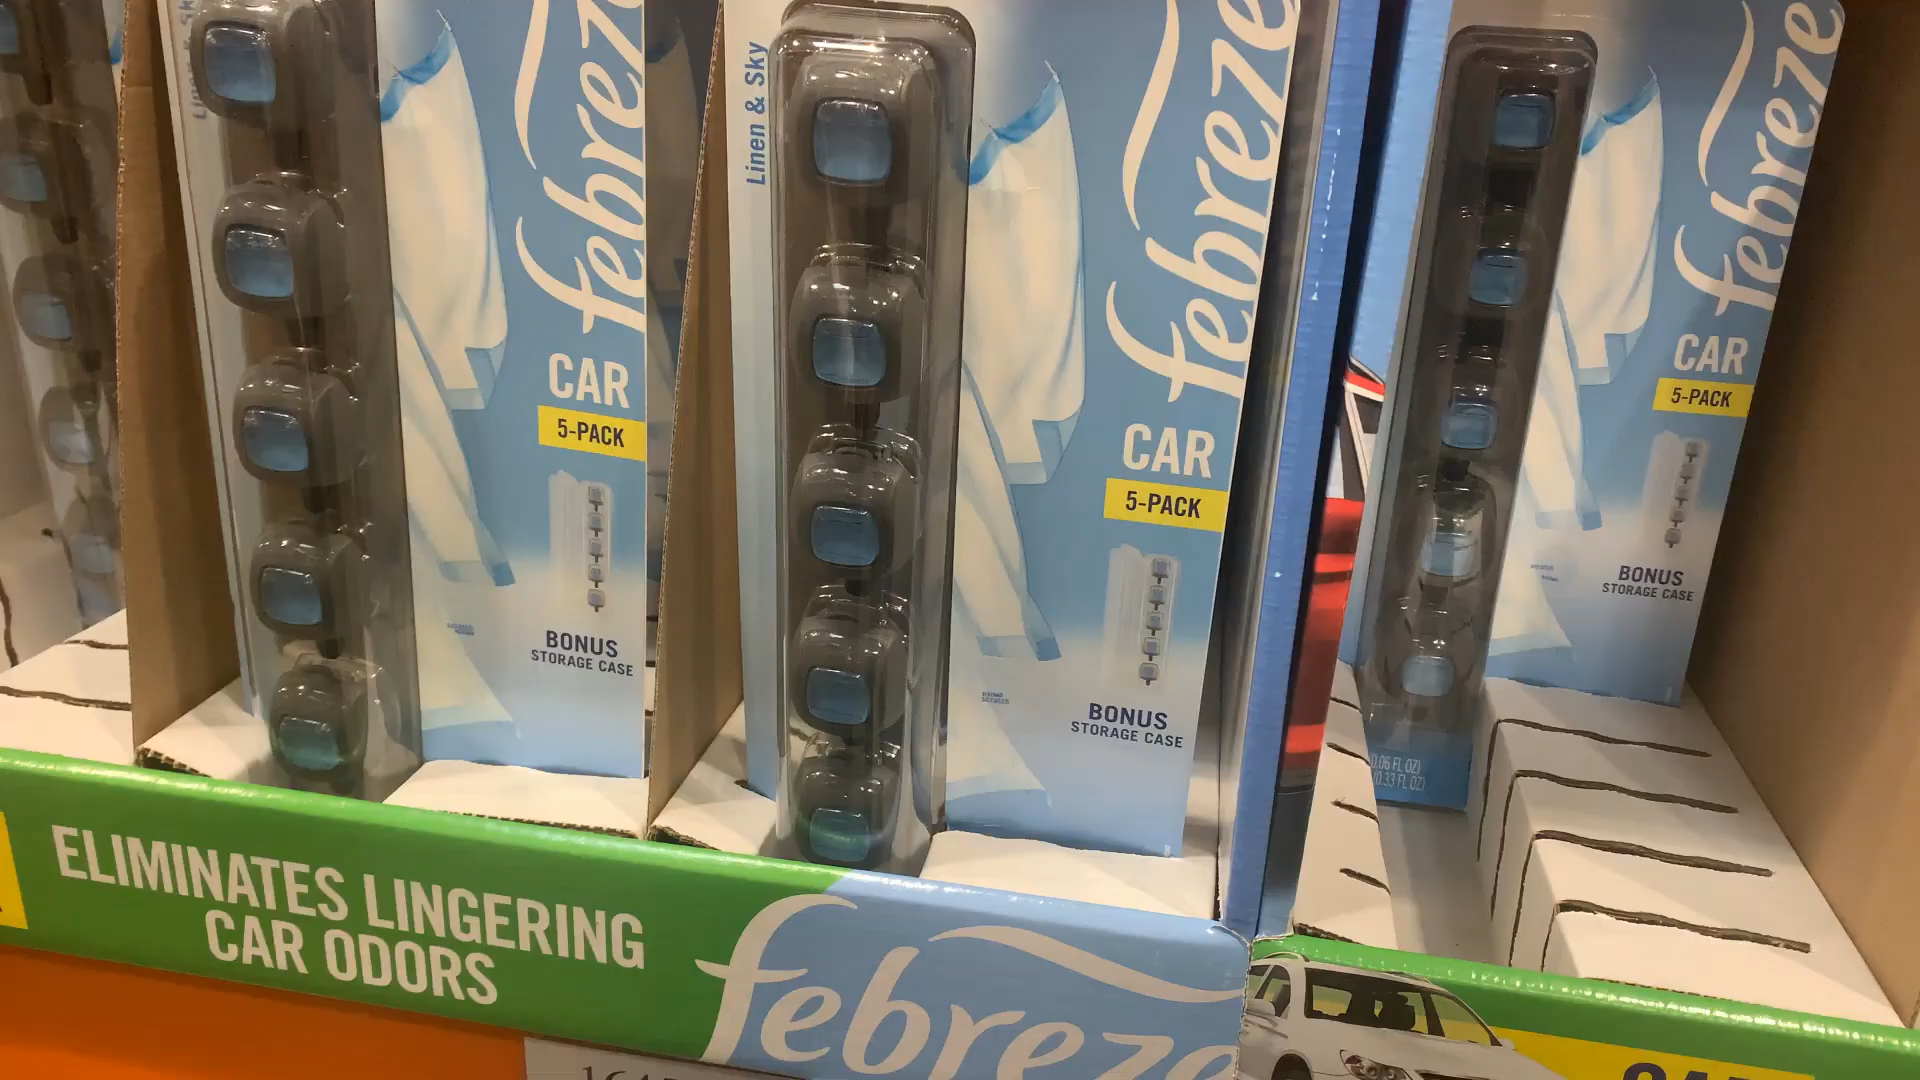 febreze
CAR
5-PACK
BONUS
STORAGE CASE
Linen & Sky
febreze
CAR
5-PACK
BONUS
STORAGE CASE
febreze
CAR
5-PACK
BONUS
STORAGE CASE
0.06 FL OZ)
(0.33 FL OZ)
ELIMINATES LINGERING
CAR ODORS
febreze